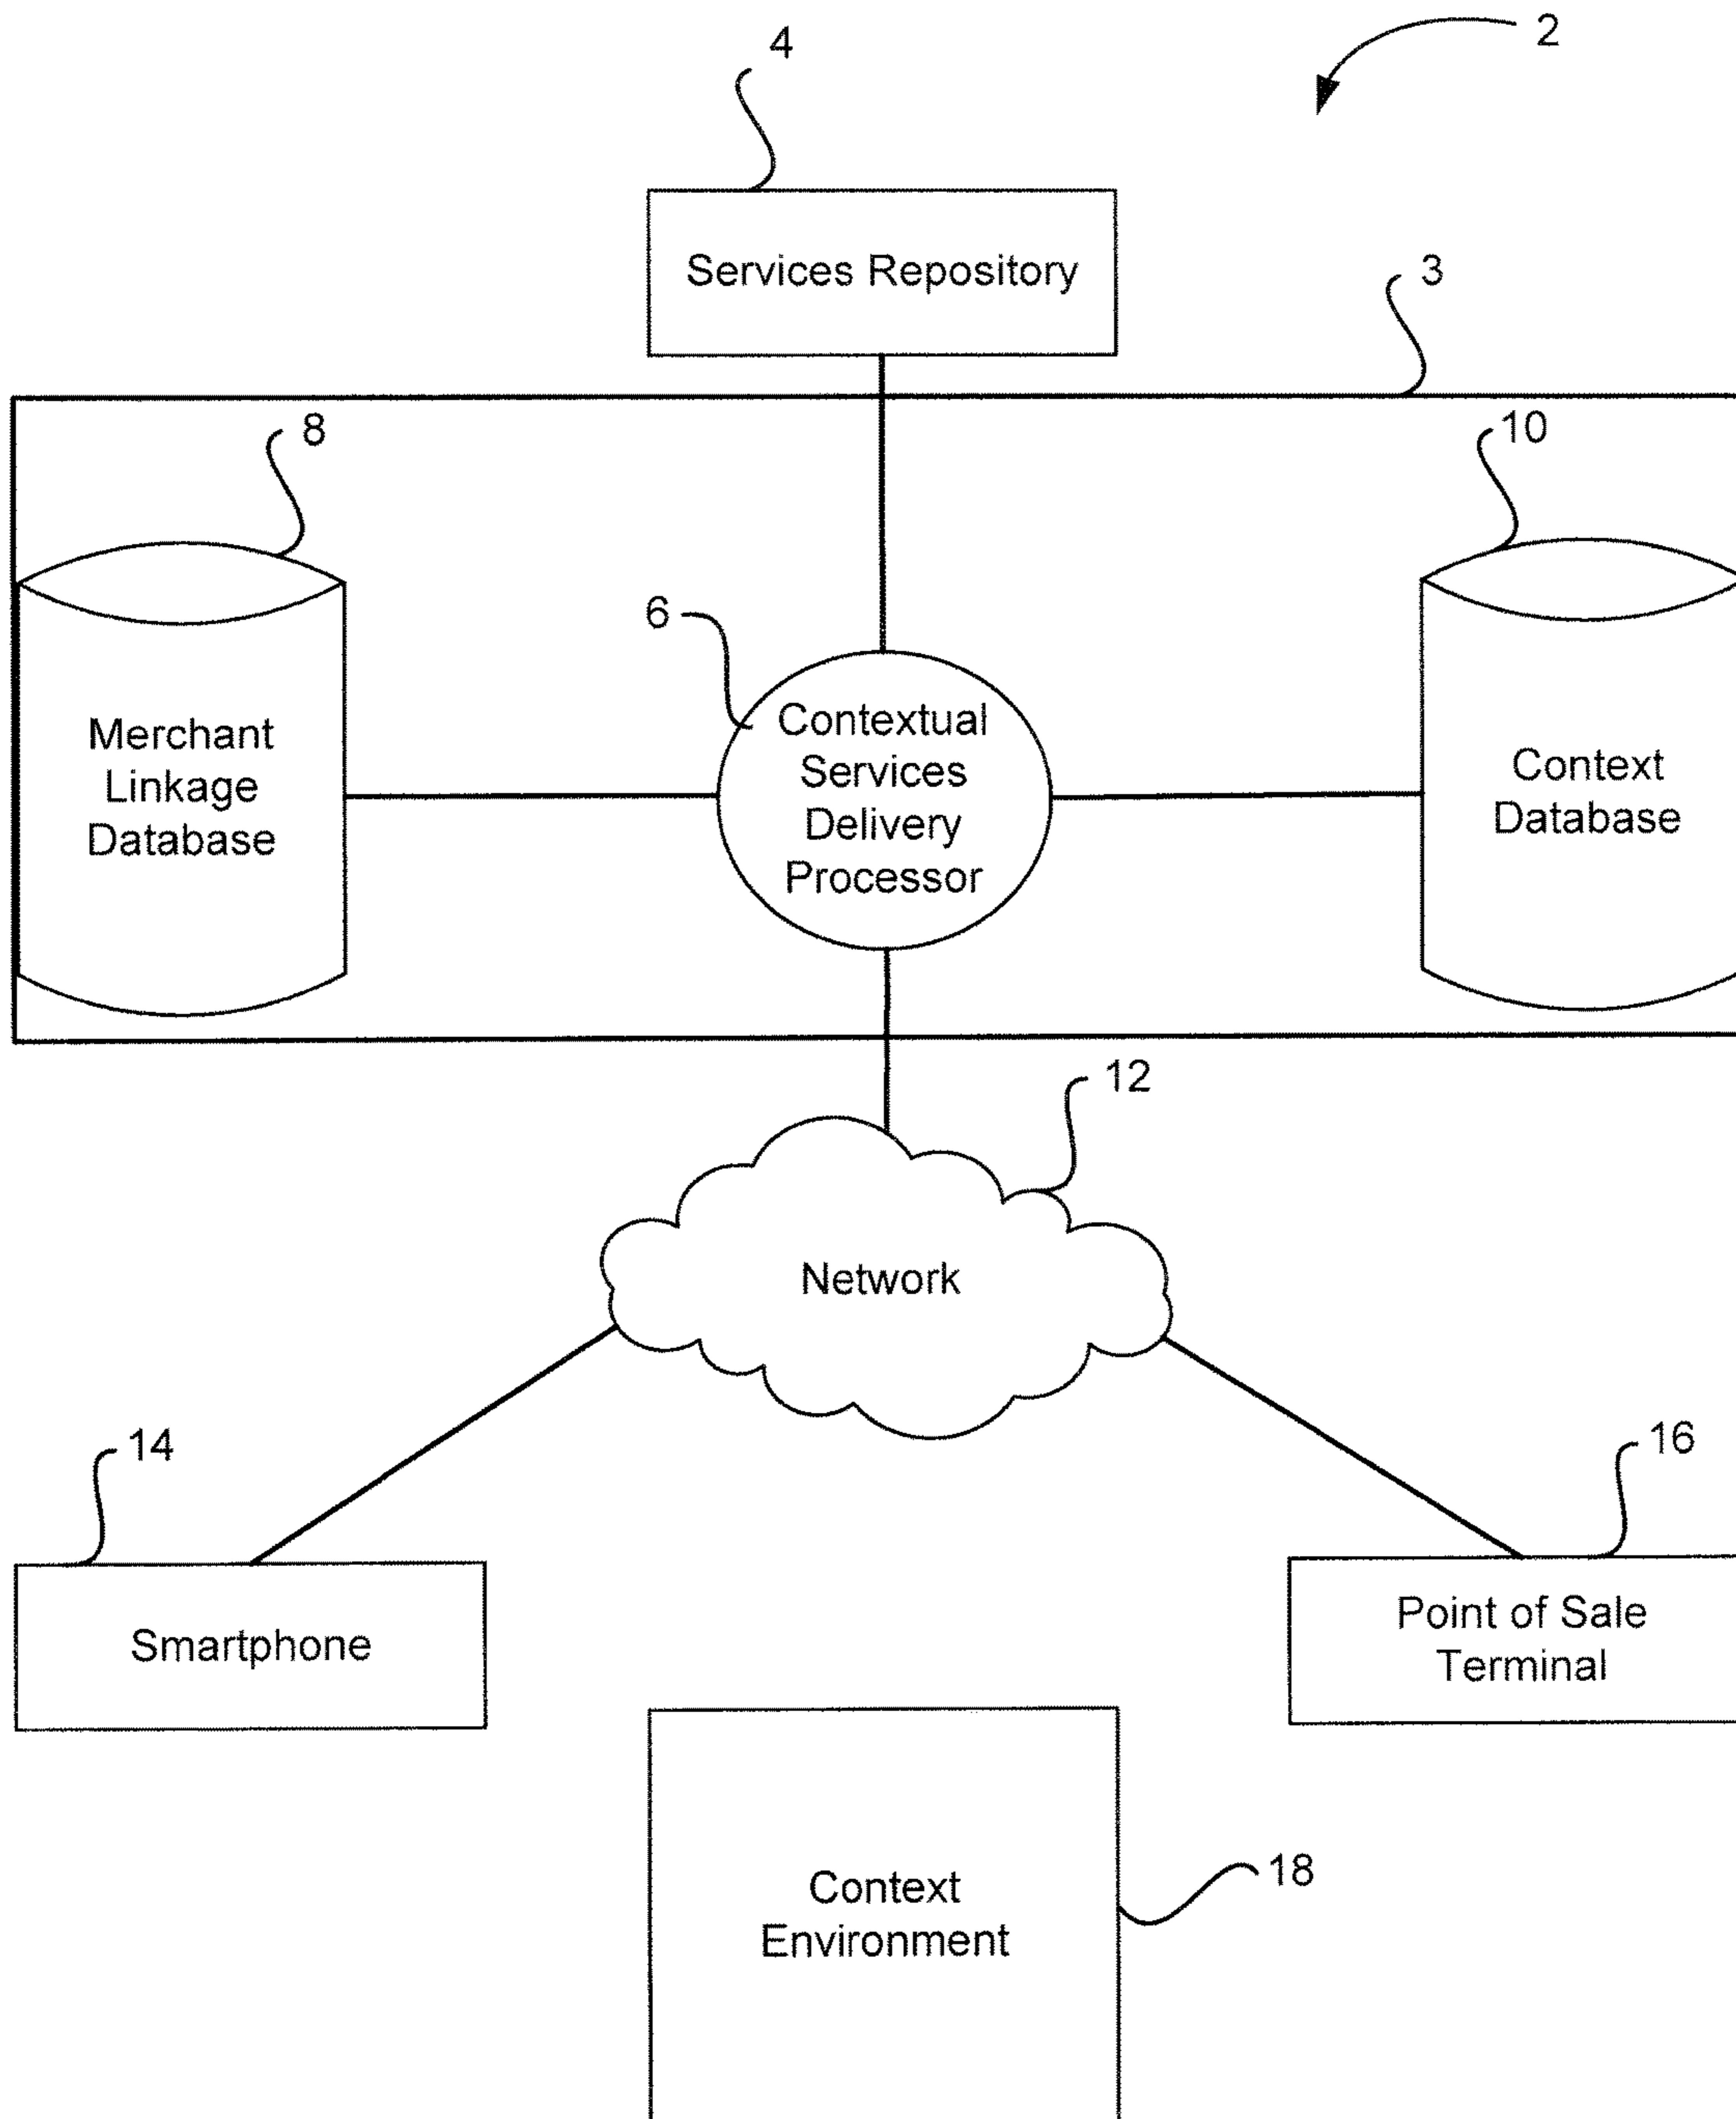 2
4
Services Repository
3
8
10
6
Merchant
Linkage
Database
Contextual
Services
Delivery
Processor
Context
Database
12
Network
14
16
Smartphone
Point of Sale
Terminal
Context
Environment
18